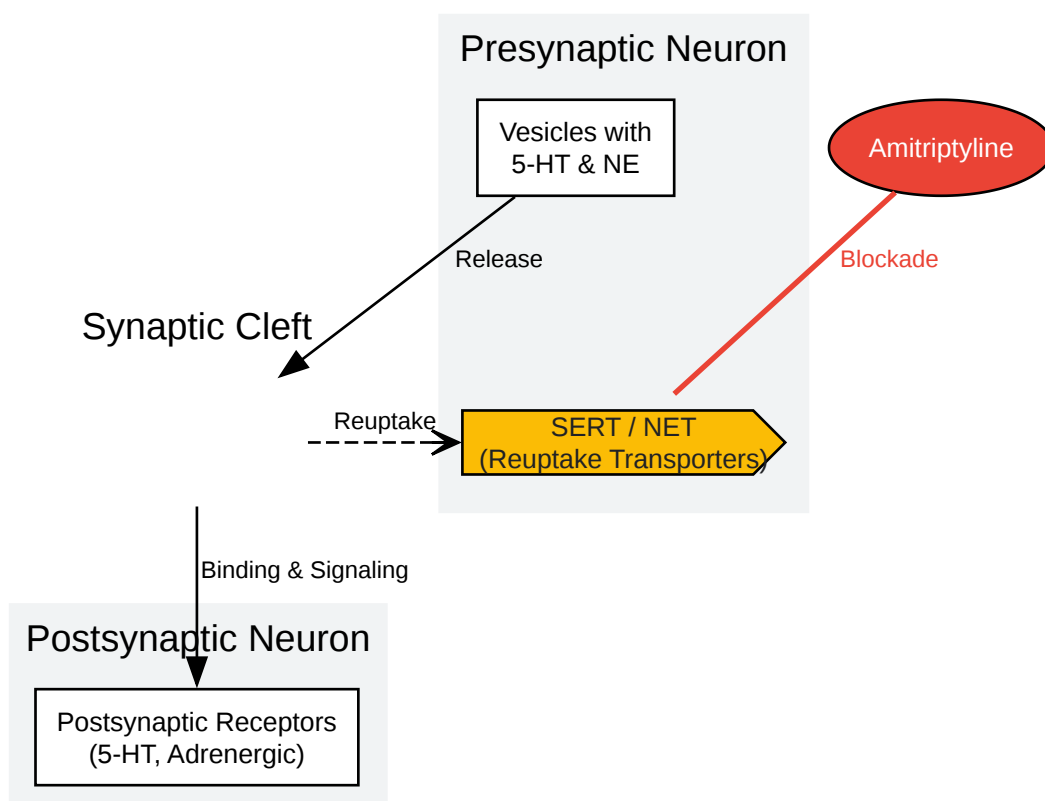 Presynaptic Neuron
Vesicles with
5-HT & NE
Amitriptyline
Release
Blockade
Synaptic Cleft
Reuptake
SERT / NET
(Reuptake Transporters)
Binding & Signaling
Postsynaptic Neuron
Postsynaptic Receptors
(5-HT, Adrenergic)